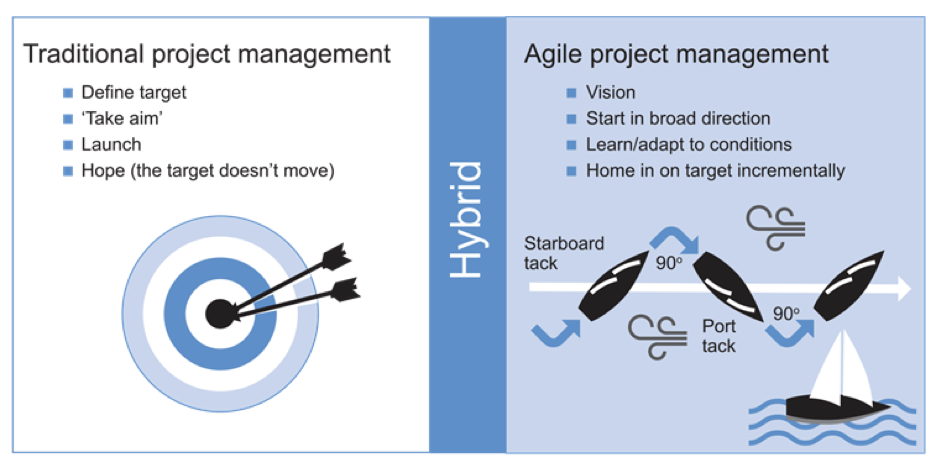 Traditional project management
■ Define target
■ ‘Take aim’
■ Launch
■ Hope (the target doesn’t move)
Hybrid
Agile project management
■ Vision
■ Start in broad direction
■ Learn/adapt to conditions
■ Home in on target incrementally
Starboard
tack
90°
Port
tack
90°